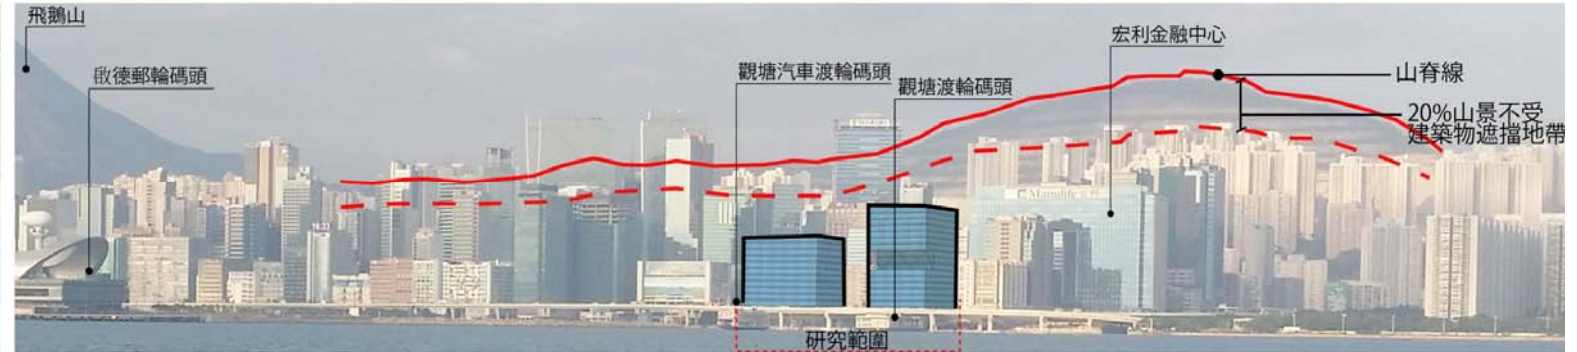 飛鵝山
啟德郵輪碼頭
觀塘汽車渡輪碼頭
觀塘渡輪碼頭
宏利金融中心
山脊線
20%山景不受
建築物遮擋地帶
Manulife
研究範圍